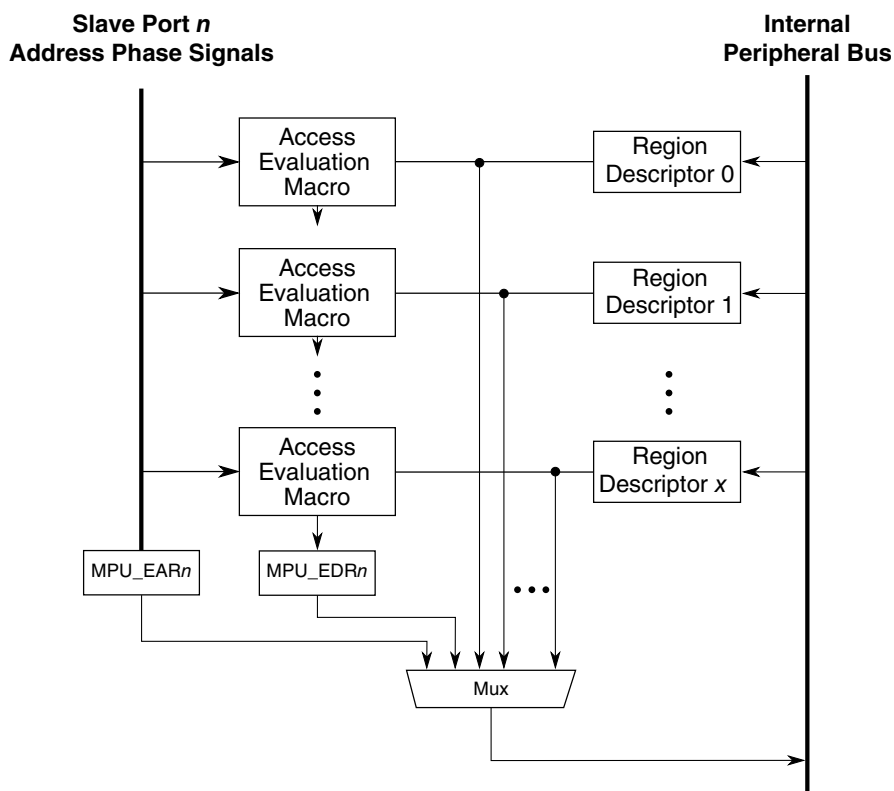 Slave Port n
Address Phase Signals
Internal
Peripheral Bus
Access
Evaluation
Macro
Region
Descriptor 0
Access
Evaluation
Macro
Region
Descriptor 1
Access
Evaluation
Macro
Region
Descriptor x
MPU_EARn
MPU_EDRn
Mux